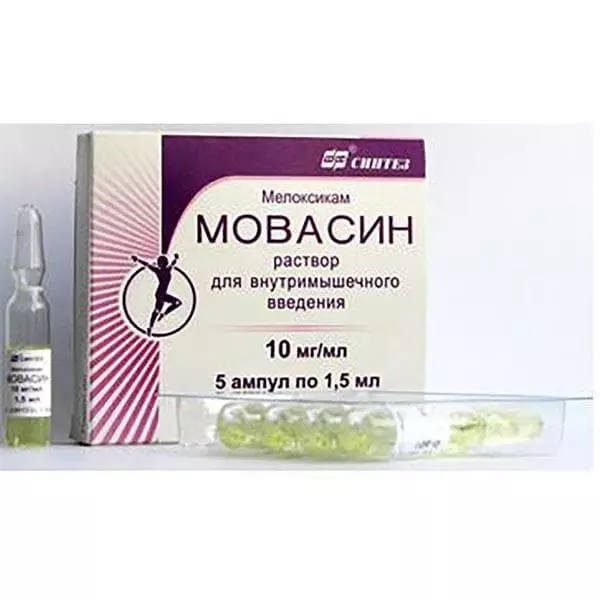 СИНТЕЗ
Мелоксикам
МОВАСИН
раствор
для внутримышечного
введения
10 мг/мл
5 ампул по 1,5 мл
Синтез
Мелоксикам
МОВАСИН
10 мг/мл
1,5 мл